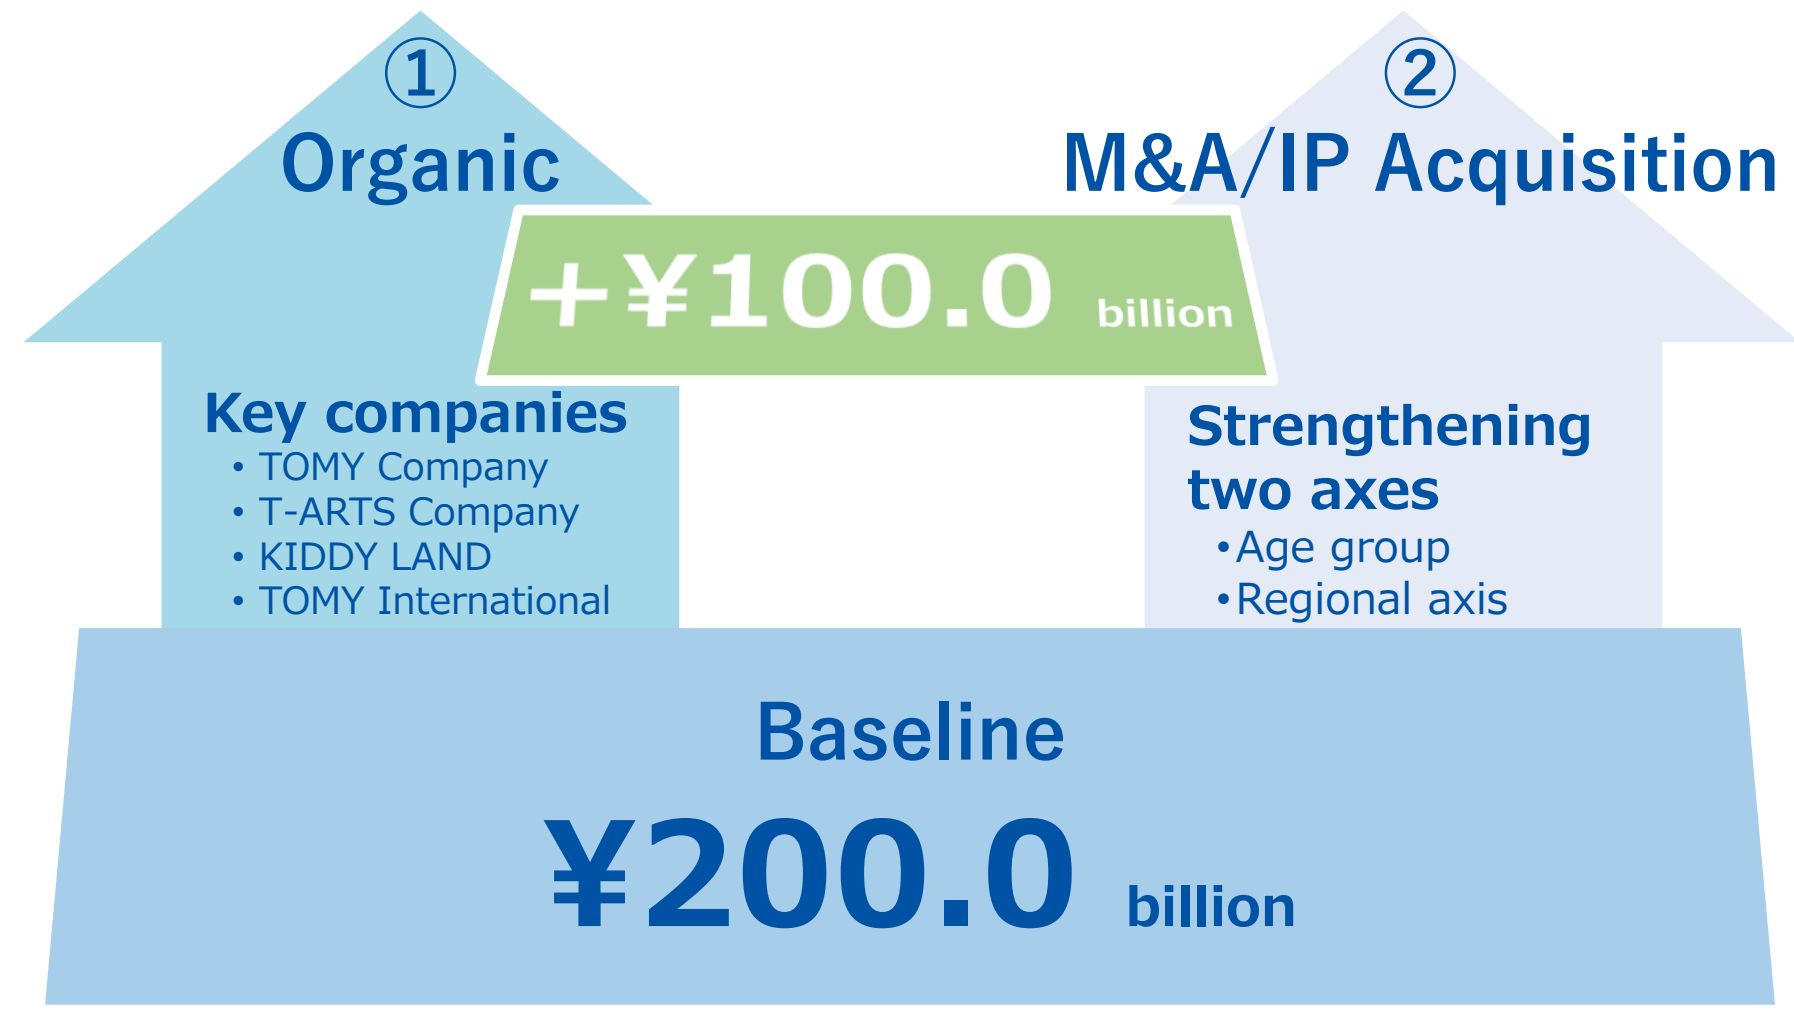 ①
Organic
②
M&A/IP Acquisition
+¥100.0 billion
Key companies
• TOMY Company
• T-ARTS Company
• KIDDY LAND
• TOMY International
Strengthening
two axes
•Age group
•Regional axis
Baseline
¥200.0 billion